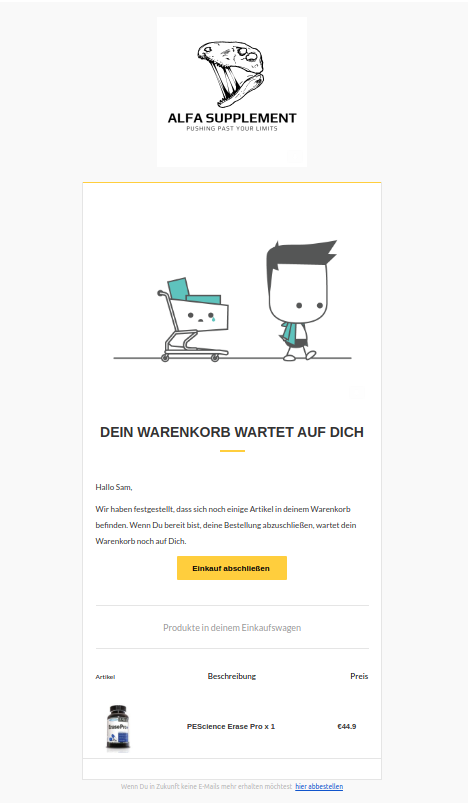 ALFA SUPPLEMENT
PUSHING PAST YOUR LIMITS
DEIN WARENKORB WARTET AUF DICH
Hallo Sam,
Wir haben festgestellt, dass sich noch einige Artikel in deinem Warenkorb
befinden. Wenn Du bereit bist, deine Bestellung abzuschließen, wartet dein
Warenkorb noch auf Dich.
Einkauf abschließen
Produkte in deinem Einkaufswagen
Artikel Beschreibung Preis
ErasePro
PEScience Erase Pro x 1 €44.9
Wenn Du in Zukunft keine E-Mails mehr erhalten möchtest hier abbestellen